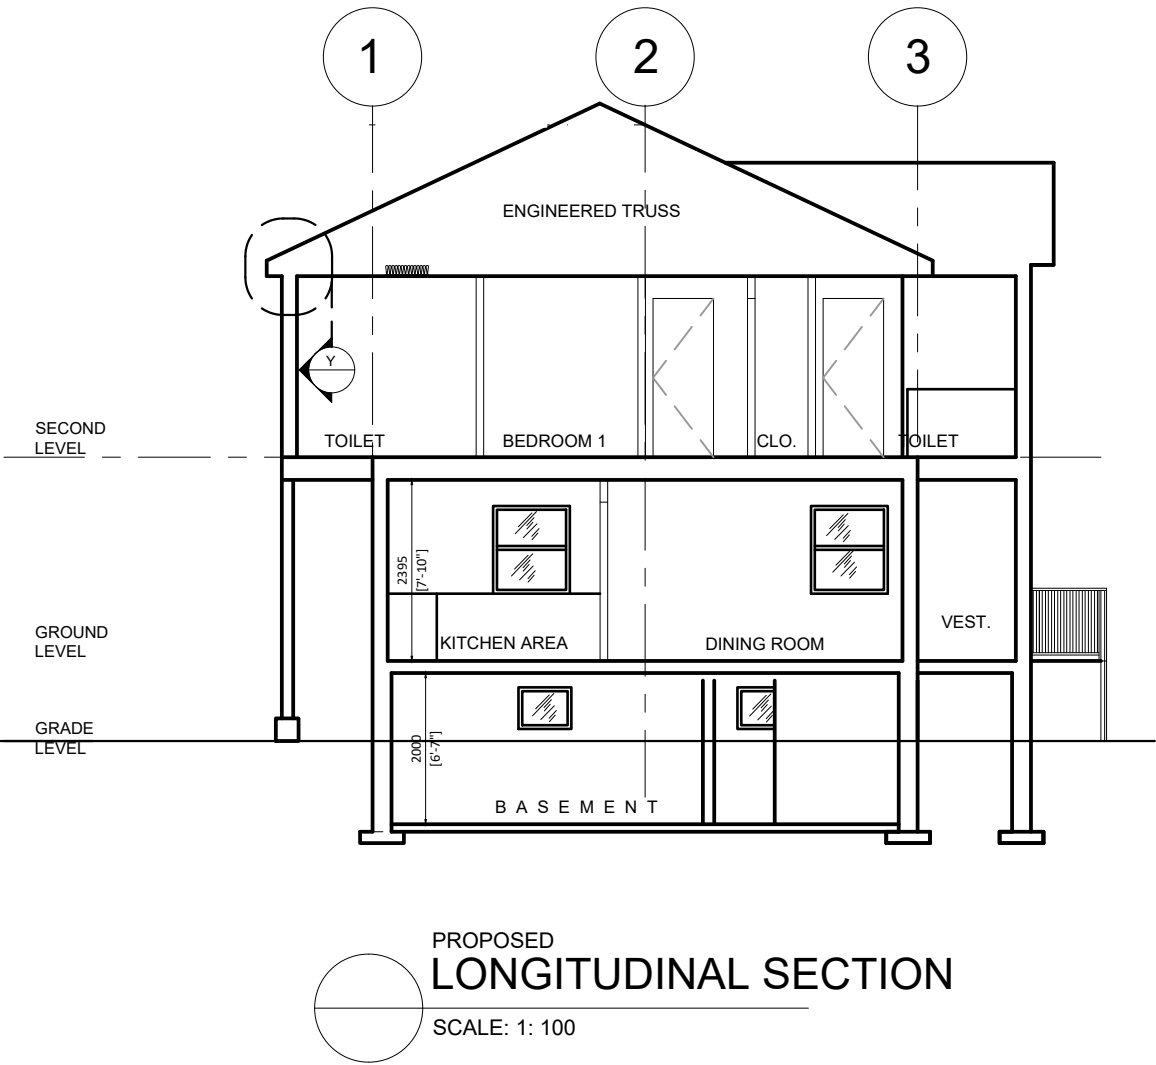 1
2
3
ENGINEERED TRUSS
Y
SECOND
LEVEL
TOILET
BEDROOM 1
CLO.
TOILET
2395
[7'-10"]
GROUND
LEVEL
KITCHEN AREA
DINING ROOM
VEST.
GRADE
LEVEL
2000
[6'-7"]
BASEMENT
PROPOSED
LONGITUDINAL SECTION
SCALE: 1: 100